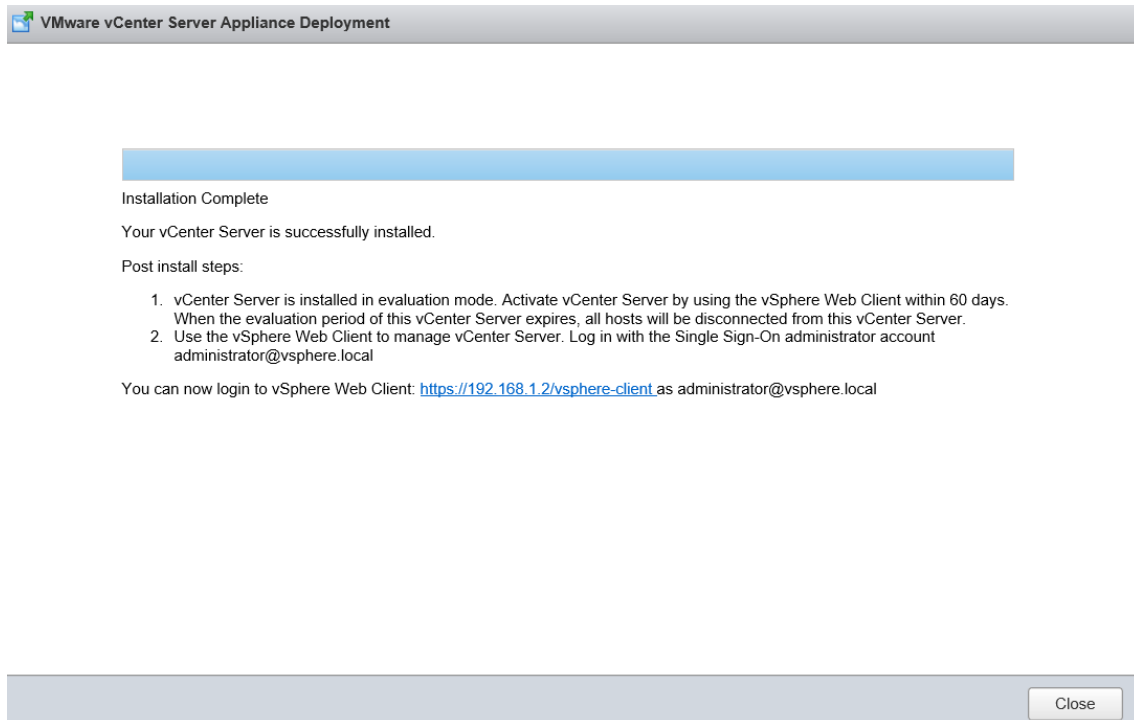 VMware vCenter Server Appliance Deployment
Installation Complete
Your vCenter Server is successfully installed.
Post install steps:
1. vCenter Server is installed in evaluation mode. Activate vCenter Server by using the vSphere Web Client within 60 days.
When the evaluation period of this vCenter Server expires, all hosts will be disconnected from this vCenter Server.
2. Use the vSphere Web Client to manage vCenter Server. Log in with the Single Sign-On administrator account
administrator@vsphere.local
You can now login to vSphere Web Client: https://192.168.1.2/vsphere-client as administrator@vsphere.local
Close